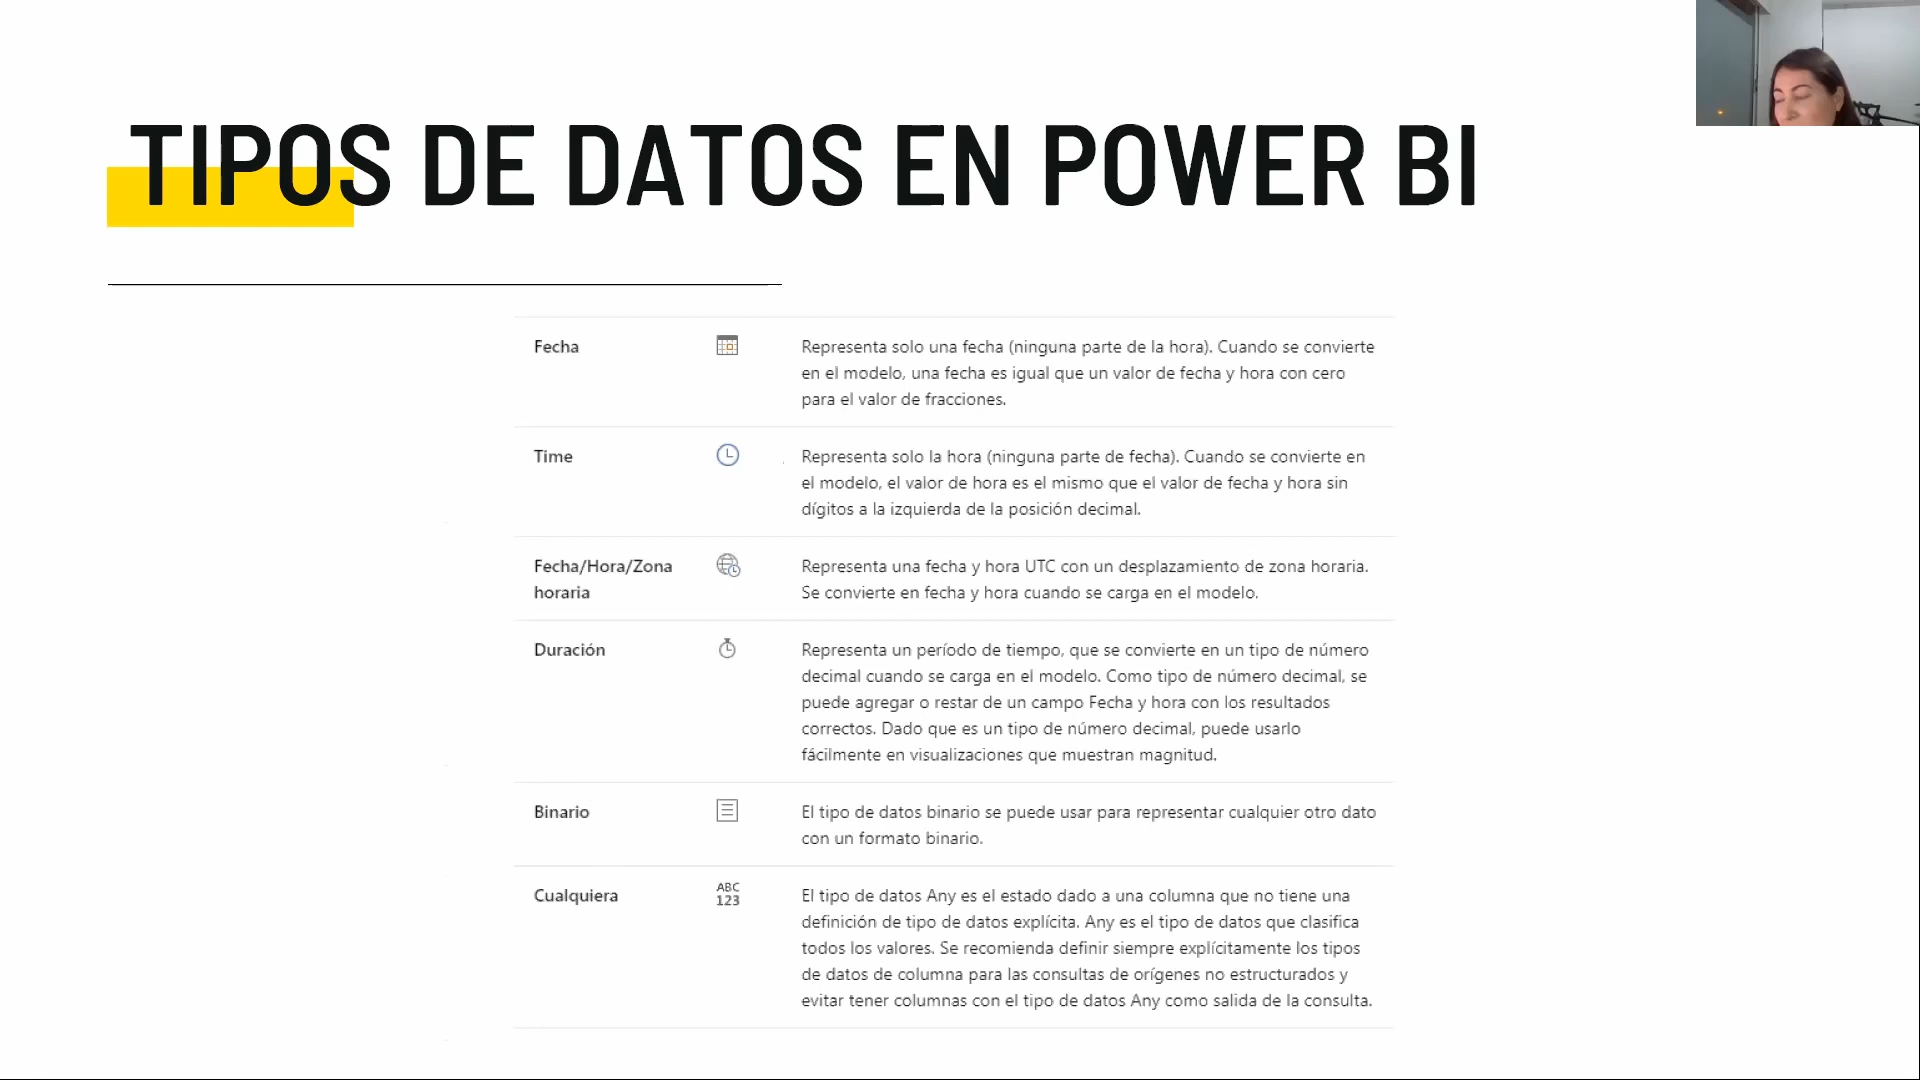 TIPOS DE DATOS EN POWER BI
Fecha
Representa solo una fecha (ninguna parte de la hora). Cuando se convierte
en el modelo, una fecha es igual que un valor de fecha y hora con cero
para el valor de fracciones.
Time
Representa solo la hora (ninguna parte de fecha). Cuando se convierte en
el modelo, el valor de hora es el mismo que el valor de fecha y hora sin
dígitos a la izquierda de la posición decimal.
Fecha/Hora/Zona
horaria
Representa una fecha y hora UTC con un desplazamiento de zona horaria.
Se convierte en fecha y hora cuando se carga en el modelo.
Duración
Representa un período de tiempo, que se convierte en un tipo de número
decimal cuando se carga en el modelo. Como tipo de número decimal, se
puede agregar o restar de un campo Fecha y hora con los resultados
correctos. Dado que es un tipo de número decimal, puede usarlo
fácilmente en visualizaciones que muestran magnitud.
Binario
El tipo de datos binario se puede usar para representar cualquier otro dato
con un formato binario.
Cualquiera
ABC
123
El tipo de datos Any es el estado dado a una columna que no tiene una
definición de tipo de datos explícita. Any es el tipo de datos que clasifica
todos los valores. Se recomienda definir siempre explícitamente los tipos
de datos de columna para las consultas de orígenes no estructurados y
evitar tener columnas con el tipo de datos Any como salida de la consulta.